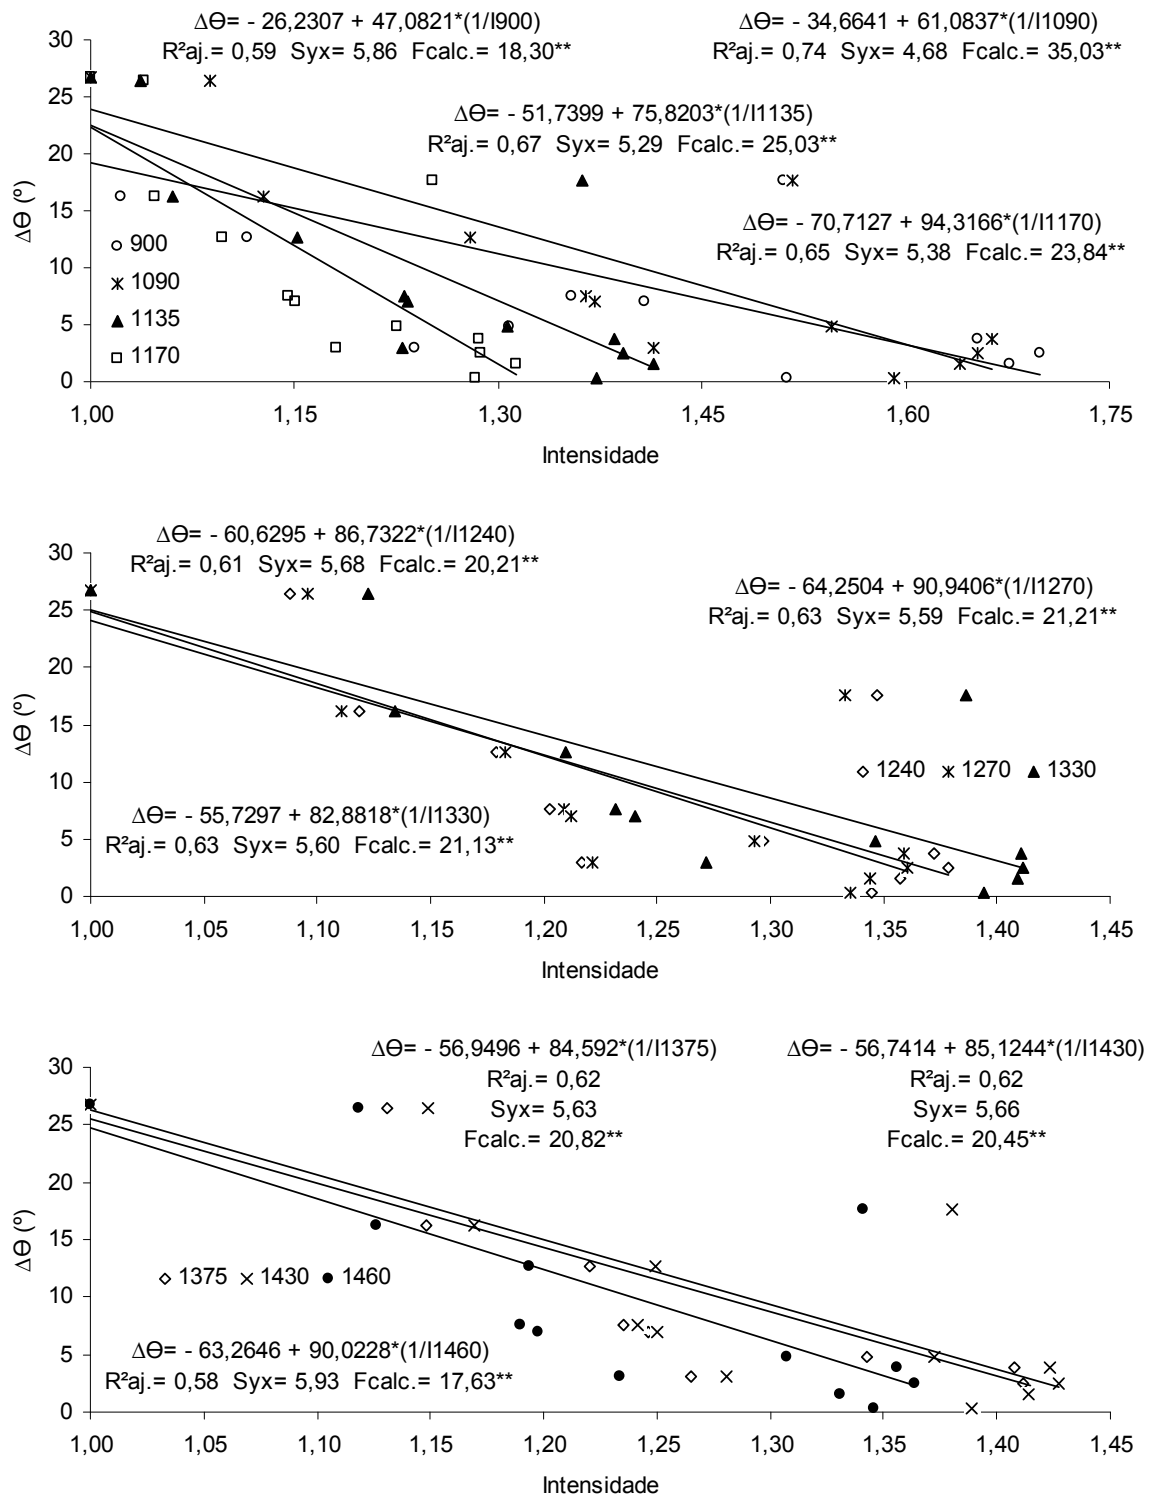 ΔΘ= - 26,2307 + 47,0821*(1/I900)
R²aj.= 0,59 Syx= 5,86 Fcalc.= 18,30**
ΔΘ= - 34,6641 + 61,0837*(1/I1090)
R²aj.= 0,74 Syx= 4,68 Fcalc.= 35,03**
ΔΘ= - 51,7399 + 75,8203*(1/I1135)
R²aj.= 0,67 Syx= 5,29 Fcalc.= 25,03**
ΔΘ= - 70,7127 + 94,3166*(1/I1170)
R²aj.= 0,65 Syx= 5,38 Fcalc.= 23,84**
ΔΘ (º)
30
25
20
15
10
5
0
900
1090
1135
1170
1,00 1,15 1,30 1,45 1,60 1,75
Intensidade
ΔΘ= - 60,6295 + 86,7322*(1/I1240)
R²aj.= 0,61 Syx= 5,68 Fcalc.= 20,21**
ΔΘ= - 64,2504 + 90,9406*(1/I1270)
R²aj.= 0,63 Syx= 5,59 Fcalc.= 21,21**
ΔΘ (º)
30
25
20
15
10
5
0
1240 1270 1330
ΔΘ= - 55,7297 + 82,8818*(1/I1330)
R²aj.= 0,63 Syx= 5,60 Fcalc.= 21,13**
1,00 1,05 1,10 1,15 1,20 1,25 1,30 1,35 1,40 1,45
Intensidade
ΔΘ= - 56,9496 + 84,592*(1/I1375)
R²aj.= 0,62
Syx= 5,63
Fcalc.= 20,82**
ΔΘ= - 56,7414 + 85,1244*(1/I1430)
R²aj.= 0,62
Syx= 5,66
Fcalc.= 20,45**
ΔΘ (º)
30
25
20
15
10
5
0
1375 1430 1460
ΔΘ= - 63,2646 + 90,0228*(1/I1460)
R²aj.= 0,58 Syx= 5,93 Fcalc.= 17,63**
1,00 1,05 1,10 1,15 1,20 1,25 1,30 1,35 1,40 1,45
Intensidade